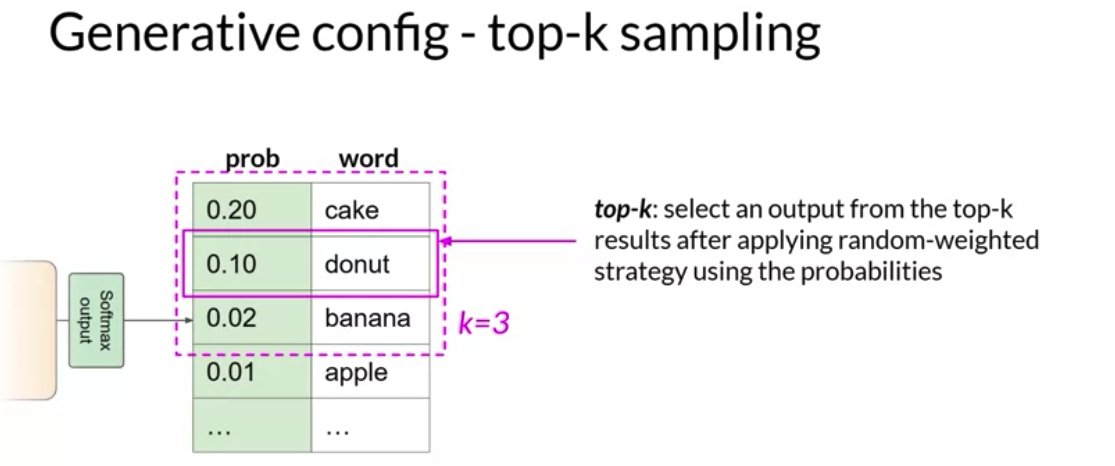 Generative config - top-k sampling
prob word
0.20 cake
0.10 donut
0.02 banana
0.01 apple
... ...
Softmax
output
k=3
top-k: select an output from the top-k
results after applying random-weighted
strategy using the probabilities